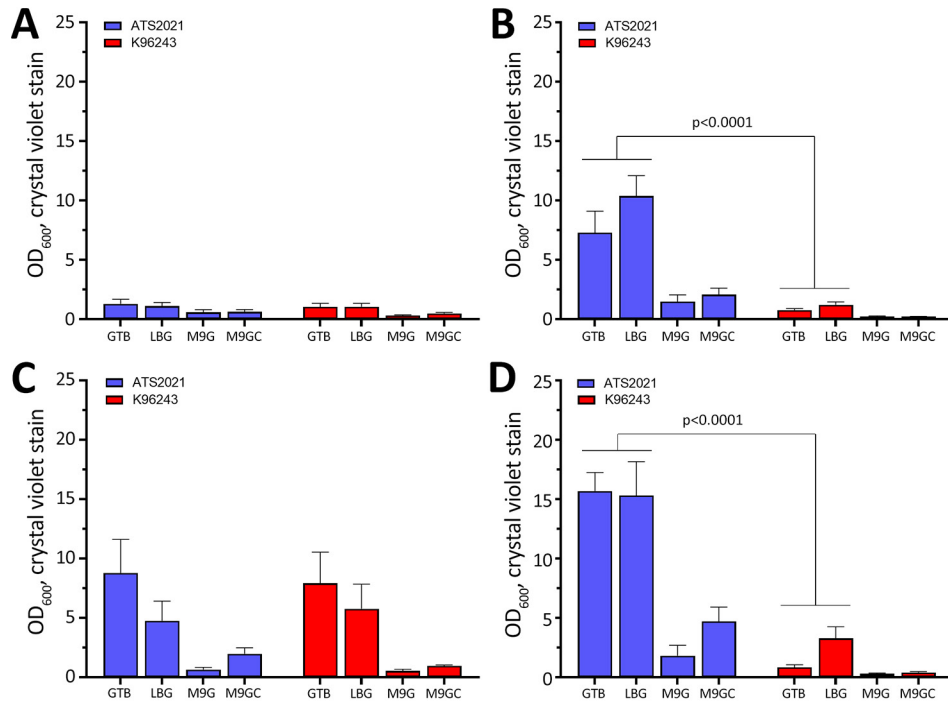 A
ATS2021
K96243
OD600, crystal violet stain
25
20
15
10
5
0
GTB LBG M9G M9GC GTB LBG M9G M9GC
B
ATS2021
K96243
OD600, crystal violet stain
25
20
15
10
5
0
p<0.0001
GTB LBG M9G M9GC GTB LBG M9G M9GC
C
ATS2021
K96243
OD600, crystal violet stain
25
20
15
10
5
0
GTB LBG M9G M9GC GTB LBG M9G M9GC
D
ATS2021
K96243
OD600, crystal violet stain
25
20
15
10
5
0
p<0.0001
GTB LBG M9G M9GC GTB LBG M9G M9GC